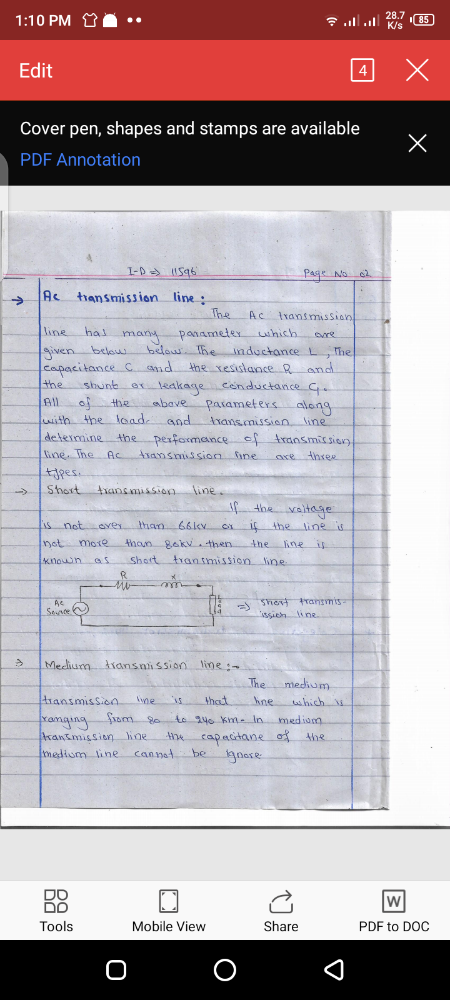 1:10 PM
28.7
K/s
85
Edit
4
Cover pen, shapes and stamps are available
PDF Annotation
I-D => 11596
Page No 02
→ Ac transmission line :
The Ac transmission
line has many parameter which are
given below below. The inductance L , The
capacitance C and the resistance R and
the shunt or leakage conductance G.
All of the above parameters along
with the load and transmission line
determine the performance of transmission
line. The Ac transmission line are three
types.
→ Short transmission line.
If the voltage
is not over than 66kv or if the line is
not more than 80kv. then the line is
known as short transmission line.
R
X
Ac
Source
Load
=> short transmis-
ission line
⇒ Medium transmission line :-
The medium
transmission line is that line which is
ranging from 80 to 240 km. In medium
transmission line the capacitane of the
medium line cannot be Ignore.
Tools
Mobile View
Share
W
PDF to DOC